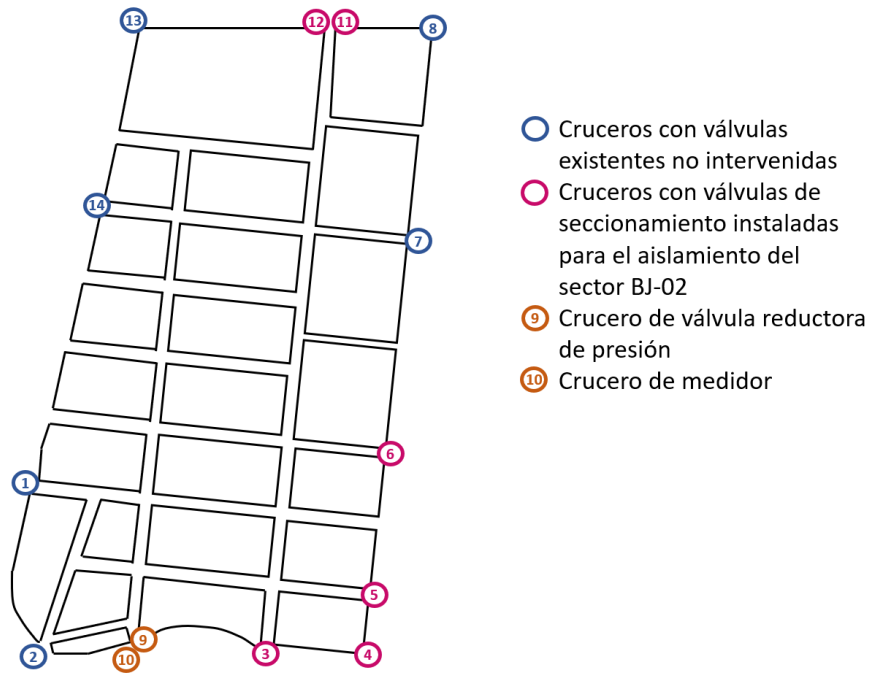 13
12
11
8
14
7
6
1
5
9
3
4
2
10
Cruceros con válvulas
existentes no intervenidas
Cruceros con válvulas de
seccionamiento instaladas
para el aislamiento del
sector BJ-02
9 Crucero de válvula reductora
de presión
10 Crucero de medidor